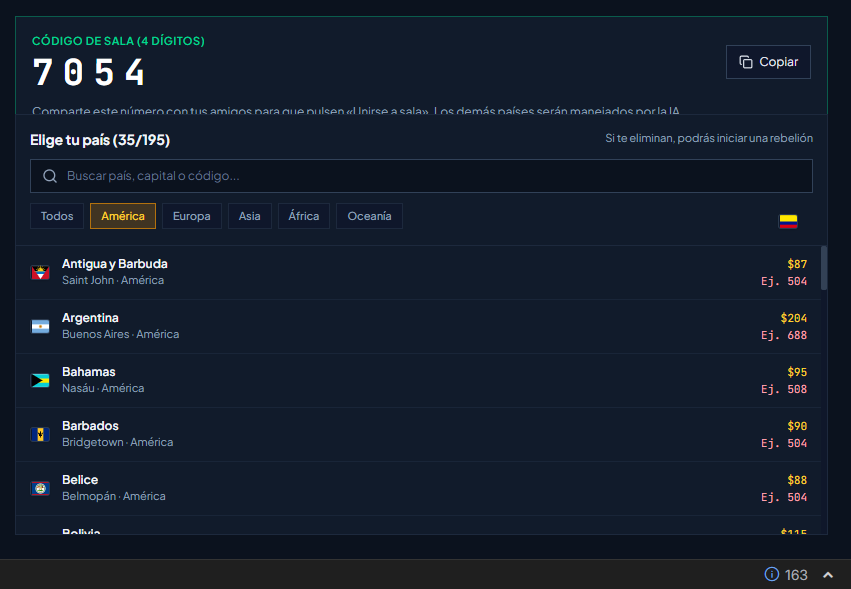 CÓDIGO DE SALA (4 DÍGITOS)
7054
Copiar
Comparte este número con tus amigos para que pulsen «Unirse a sala». Los demás países serán manejados por la IA.
Elige tu país (35/195)
Si te eliminan, podrás iniciar una rebelión
Buscar país, capital o código...
Todos América Europa Asia África Oceanía
Antigua y Barbuda $87
Saint John · América Ej. 504
Argentina $204
Buenos Aires · América Ej. 688
Bahamas $95
Nasáu · América Ej. 508
Barbados $90
Bridgetown · América Ej. 504
Belice $88
Belmopán · América Ej. 504
Bolivia $115
163